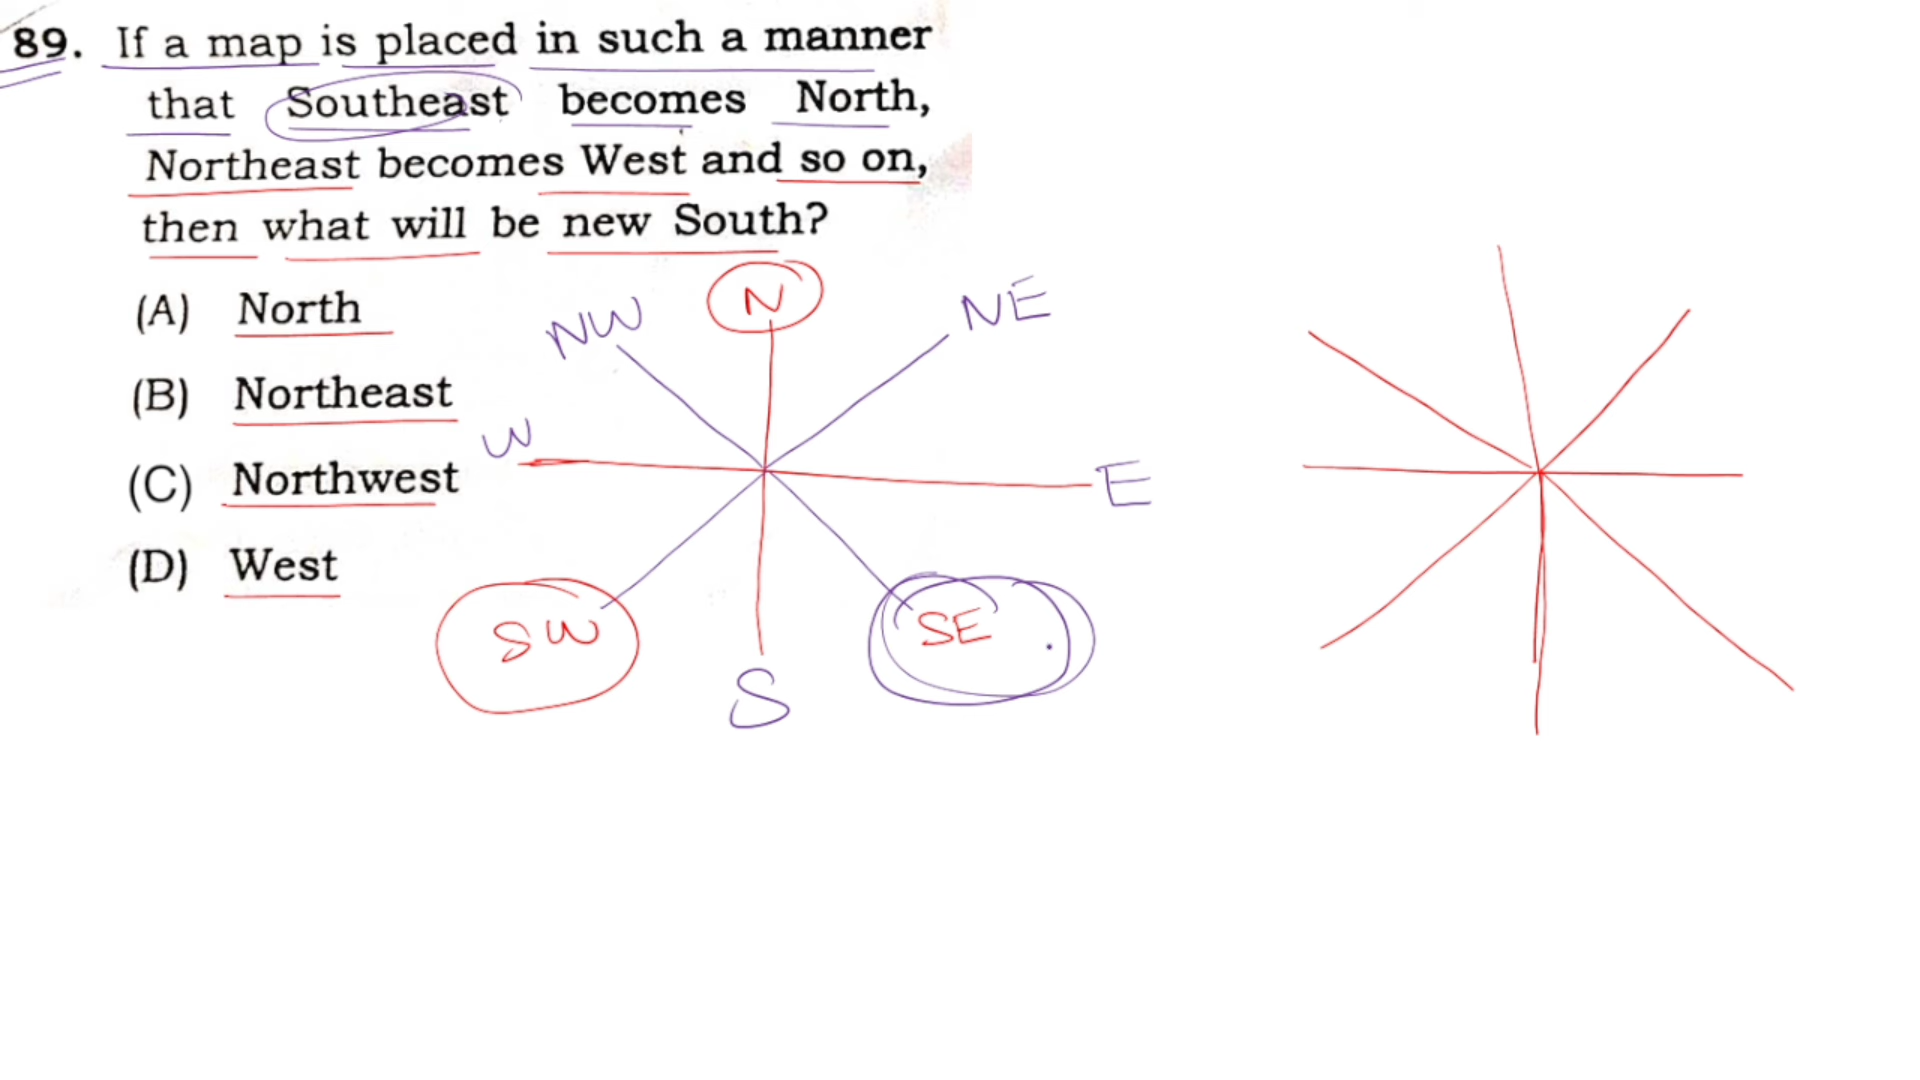 89. If a map is placed in such a manner
that Southeast becomes North,
Northeast becomes West and so on,
then what will be new South?
(A) North
(B) Northeast
(C) Northwest
(D) West
NW N NE
W E
SW SE
S